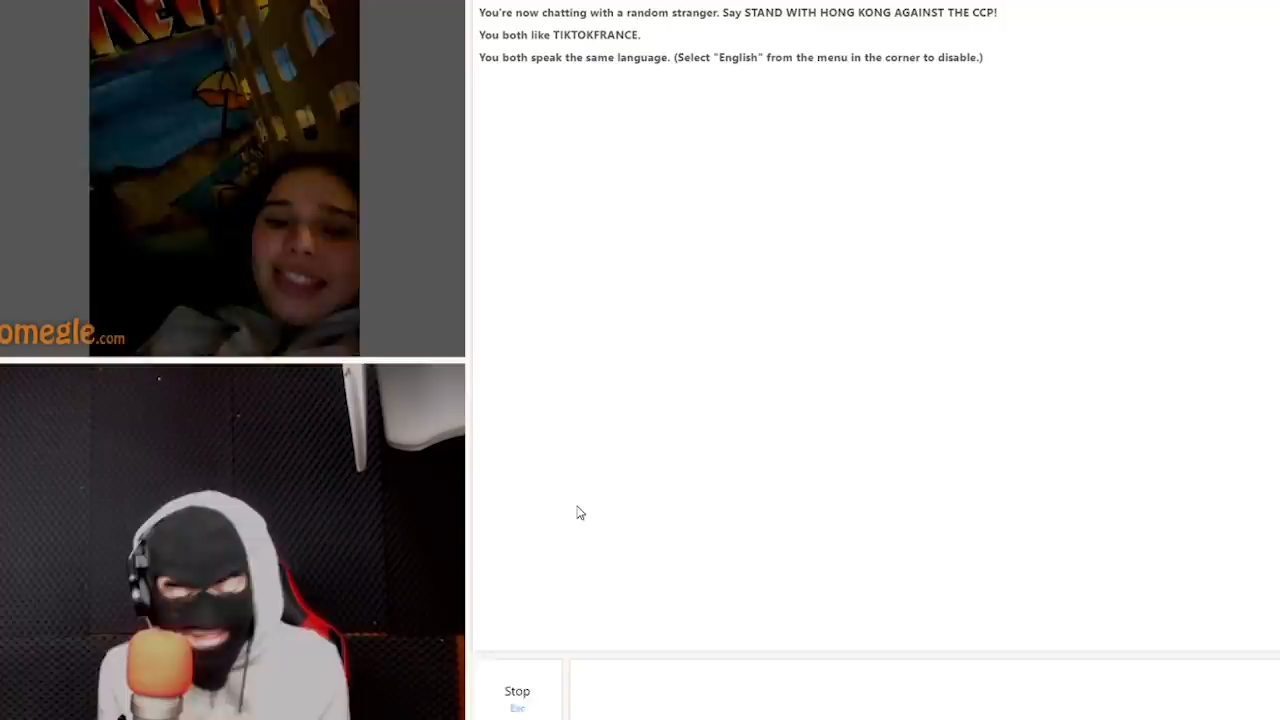 You're now chatting with a random stranger. Say STAND WITH HONG KONG AGAINST THE CCP!
You both like TIKTOKFRANCE.
You both speak the same language. (Select "English" from the menu in the corner to disable.)
omegle.com
Stop
Esc